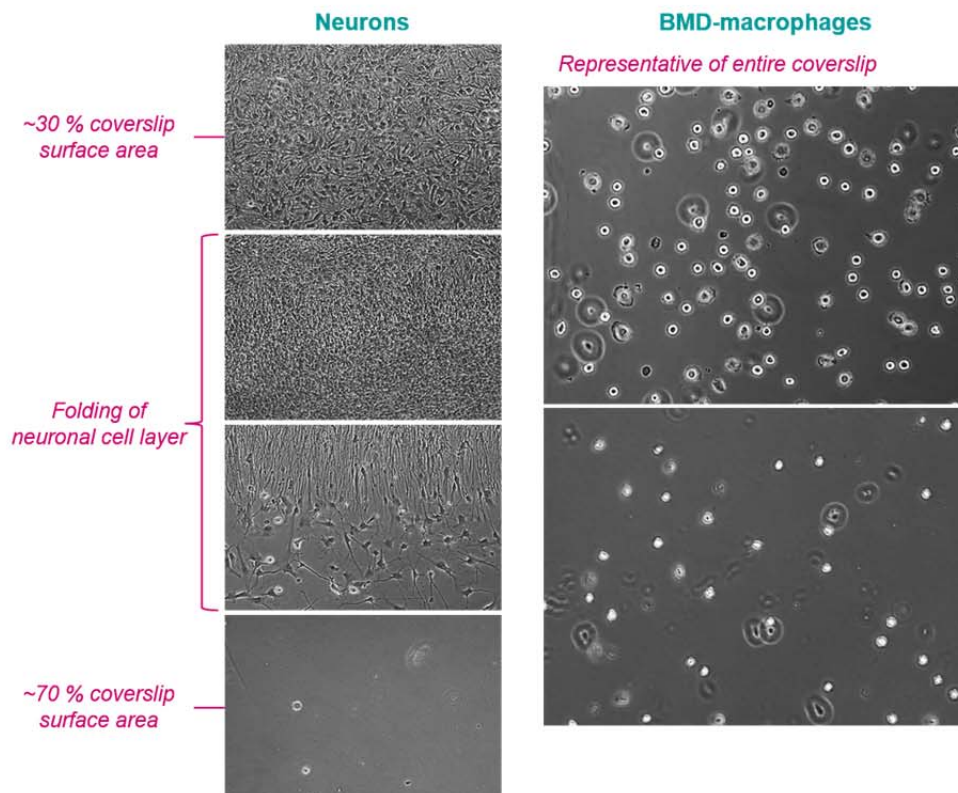 Neurons
~30 % coverslip
surface area
Folding of
neuronal cell layer
~70 % coverslip
surface area
BMD-macrophages
Representative of entire coverslip